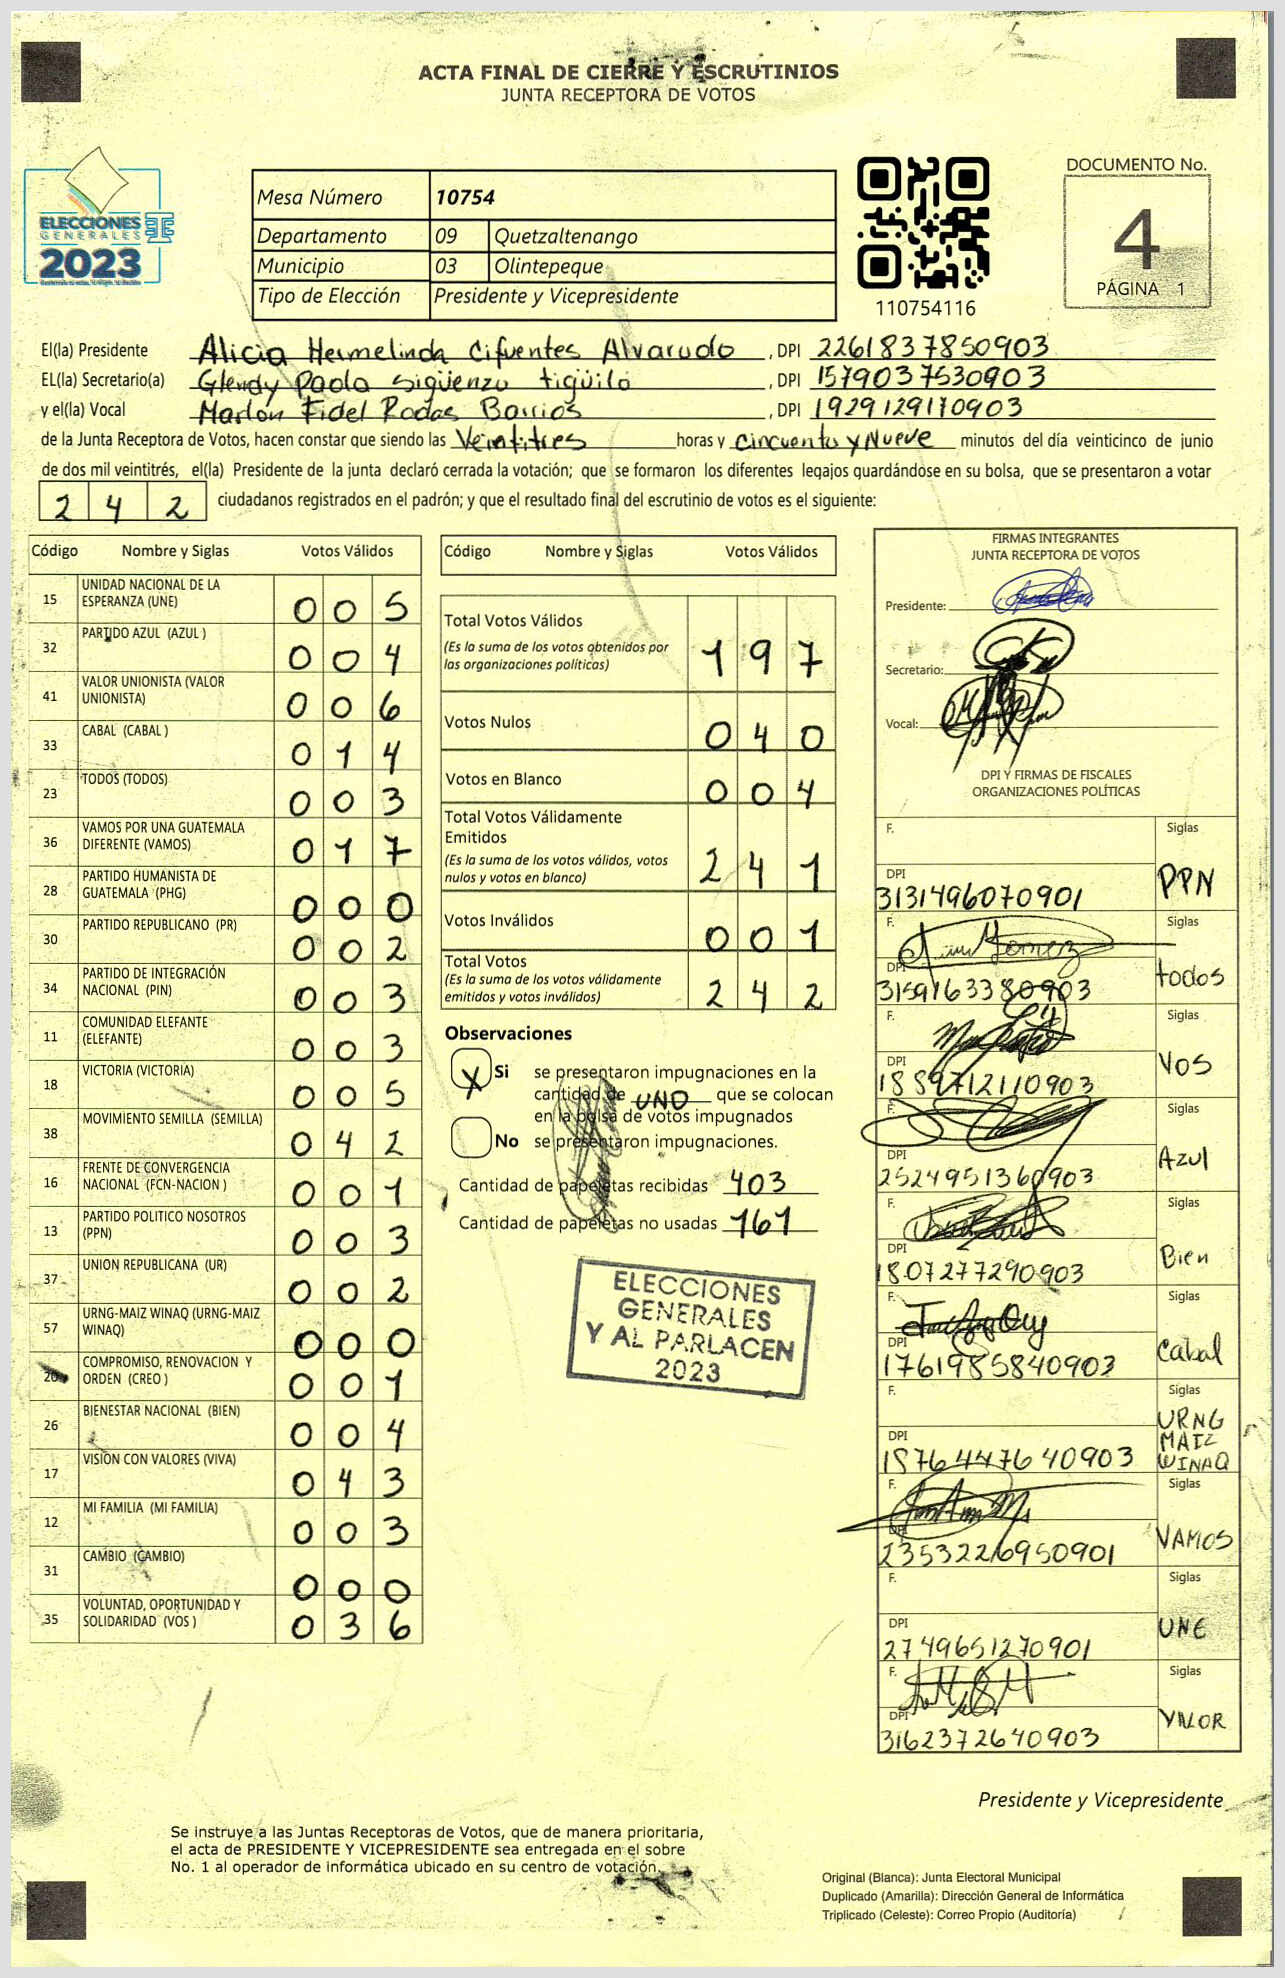 ACTA FINAL DE CIERRE Y ESCRUTINIOS
JUNTA RECEPTORA DE VOTOS
ELECCIONES
GENERALES
2023
Mesa Número 10754
Departamento 09 Quetzaltenango
Municipio 03 Olintepeque
Tipo de Elección Presidente y Vicepresidente
110754116
DOCUMENTO No.
4
PÁGINA 1
El(la) Presidente Alicia Hermelinda Cifuentes Alvarado , DPI 2261837850903
EL(la) Secretario(a) Glendy Paola Sigüenza tigüilá , DPI 1579037530903
y el(la) Vocal Marlon Fidel Rodas Barrios , DPI 1929129170903
de la Junta Receptora de Votos, hacen constar que siendo las Veintitres horas y cincuenta y Nueve minutos del día veinticinco de junio
de dos mil veintitrés, el(la) Presidente de la junta declaró cerrada la votación; que se formaron los diferentes legajos guardándose en su bolsa, que se presentaron a votar
2 4 2 ciudadanos registrados en el padrón; y que el resultado final del escrutinio de votos es el siguiente:
Código Nombre y Siglas Votos Válidos
15 UNIDAD NACIONAL DE LA
ESPERANZA (UNE) 0 0 5
32 PARTIDO AZUL (AZUL ) 0 0 4
41 VALOR UNIONISTA (VALOR
UNIONISTA) 0 0 6
33 CABAL (CABAL ) 0 1 4
23 TODOS (TODOS) 0 0 3
36 VAMOS POR UNA GUATEMALA
DIFERENTE (VAMOS) 0 1 7
28 PARTIDO HUMANISTA DE
GUATEMALA (PHG) 0 0 0
30 PARTIDO REPUBLICANO (PR) 0 0 2
34 PARTIDO DE INTEGRACIÓN
NACIONAL (PIN) 0 0 3
11 COMUNIDAD ELEFANTE
(ELEFANTE) 0 0 3
18 VICTORIA (VICTORIA) 0 0 5
38 MOVIMIENTO SEMILLA (SEMILLA) 0 4 2
16 FRENTE DE CONVERGENCIA
NACIONAL (FCN-NACION ) 0 0 1
13 PARTIDO POLITICO NOSOTROS
(PPN) 0 0 3
37 UNION REPUBLICANA (UR) 0 0 2
57 URNG-MAIZ WINAQ (URNG-MAIZ
WINAQ) 0 0 0
20 COMPROMISO, RENOVACION Y
ORDEN (CREO ) 0 0 1
26 BIENESTAR NACIONAL (BIEN) 0 0 4
17 VISION CON VALORES (VIVA) 0 4 3
12 MI FAMILIA (MI FAMILIA) 0 0 3
31 CAMBIO (CAMBIO) 0 0 0
35 VOLUNTAD, OPORTUNIDAD Y
SOLIDARIDAD (VOS ) 0 3 6
Código Nombre y Siglas Votos Válidos
Total Votos Válidos
(Es la suma de los votos obtenidos por
las organizaciones políticas) 1 9 7
Votos Nulos 0 4 0
Votos en Blanco 0 0 4
Total Votos Válidamente
Emitidos
(Es la suma de los votos válidos, votos
nulos y votos en blanco) 2 4 1
Votos Inválidos 0 0 1
Total Votos
(Es la suma de los votos válidamente
emitidos y votos inválidos) 2 4 2
Observaciones
X Si se presentaron impugnaciones en la
cantidad de UNO que se colocan
en la bolsa de votos impugnados
No se presentaron impugnaciones.
Cantidad de papeletas recibidas 403
Cantidad de papeletas no usadas 161
ELECCIONES
GENERALES
Y AL PARLACEN
2023
FIRMAS INTEGRANTES
JUNTA RECEPTORA DE VOTOS
Presidente:
Secretario:
Vocal:
DPI Y FIRMAS DE FISCALES
ORGANIZACIONES POLÍTICAS
F. Siglas
DPI PPN
3131496070901
F. Siglas
DPI todos
3159163380903
F. Siglas
DPI VOS
1889712110903
F. Siglas
DPI Azul
2524951360903
Siglas
DPI Bien
1807277290903
F. Siglas
DPI Cabal
1761985840903
F. Siglas
URNG
MAIZ
WINAQ
DPI
1876447640903
F. Siglas
DPI VAMOS
2353226950901
F. Siglas
DPI UNE
2749651270901
F. Siglas
DPI VALOR
3162372640903
Presidente y Vicepresidente
Se instruye a las Juntas Receptoras de Votos, que de manera prioritaria,
el acta de PRESIDENTE Y VICEPRESIDENTE sea entregada en el sobre
No. 1 al operador de informática ubicado en su centro de votación.
Original (Blanca): Junta Electoral Municipal
Duplicado (Amarilla): Dirección General de Informática
Triplicado (Celeste): Correo Propio (Auditoría)